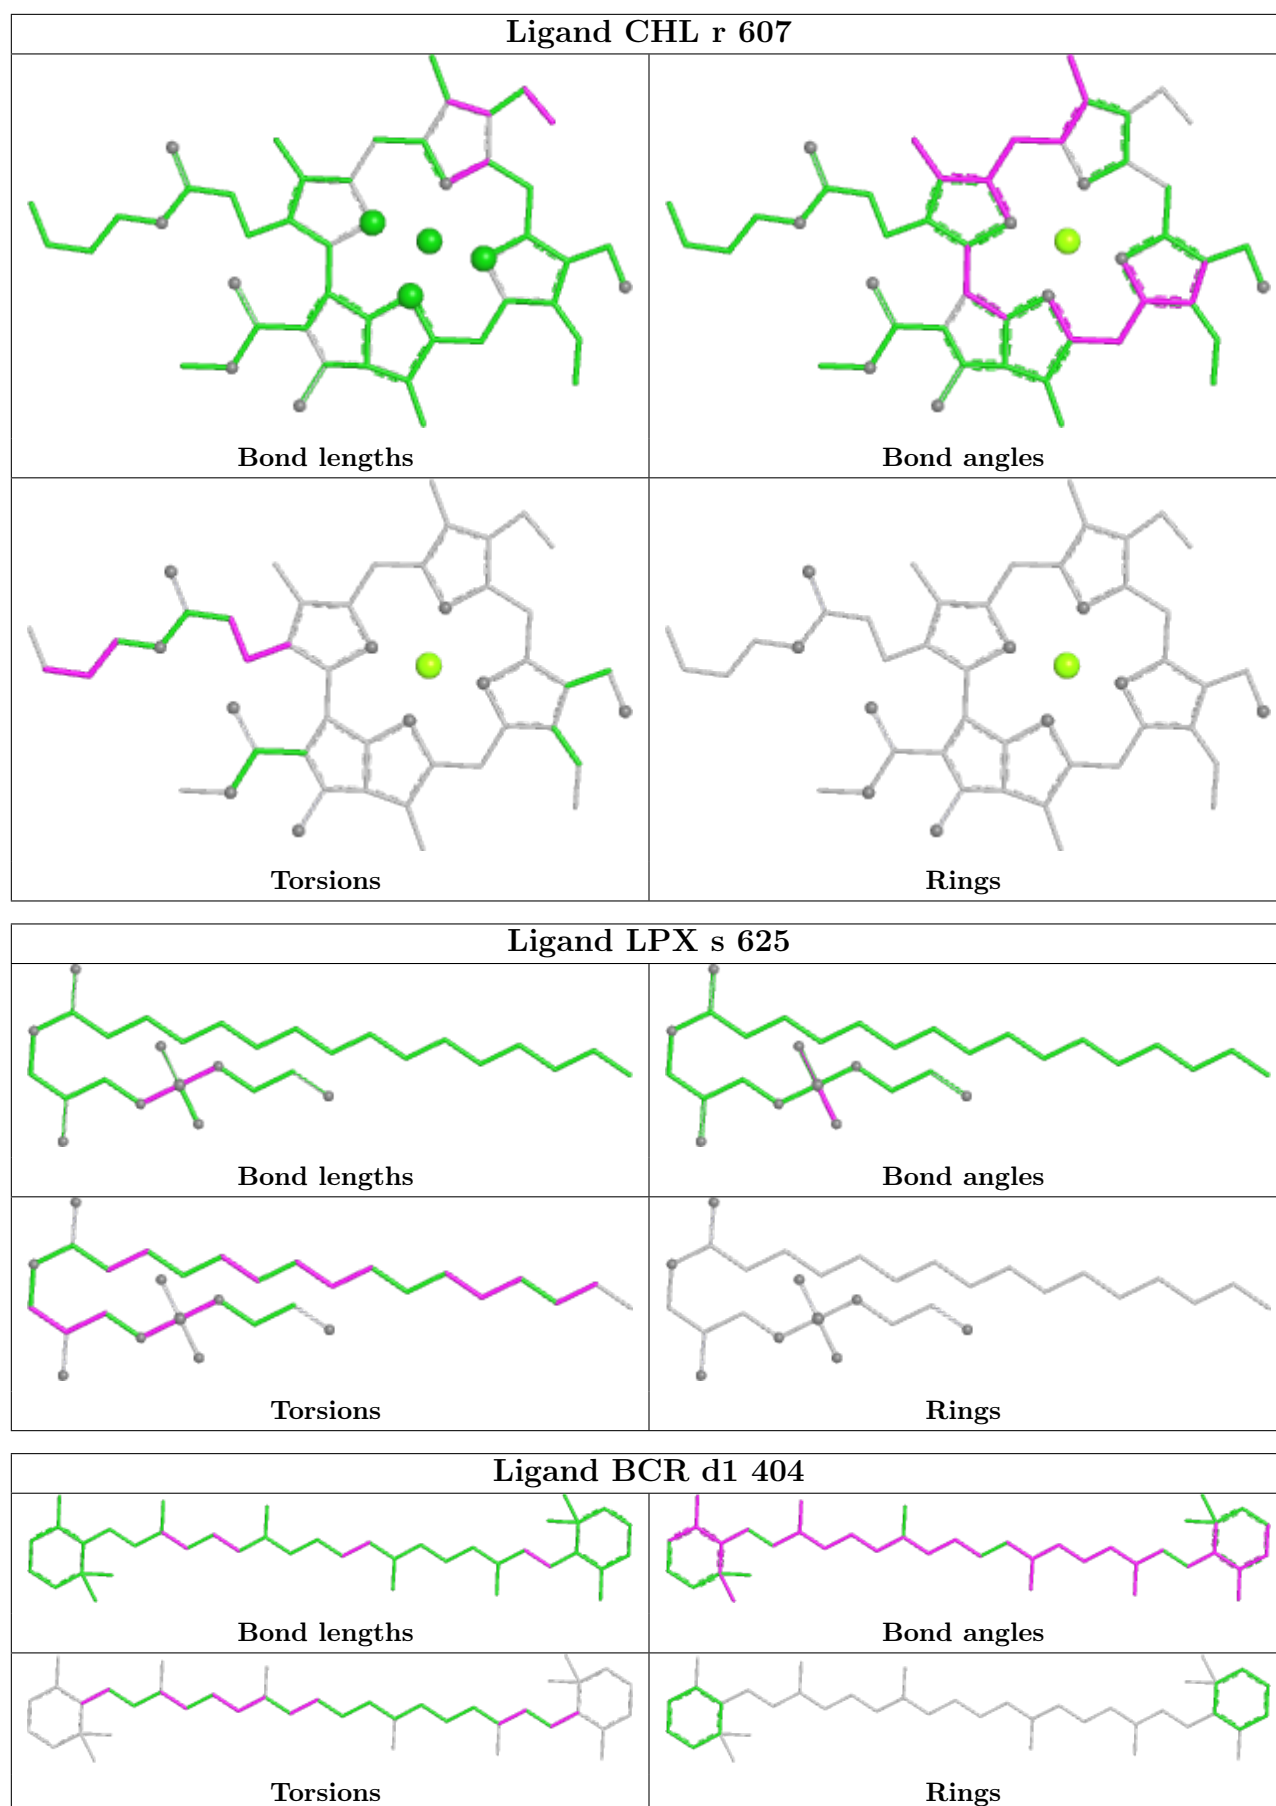 Ligand CHL r 607
Bond lengths
Bond angles
Torsions
Rings
Ligand LPX s 625
Bond lengths
Bond angles
Torsions
Rings
Ligand BCR d1 404
Bond lengths
Bond angles
Torsions
Rings